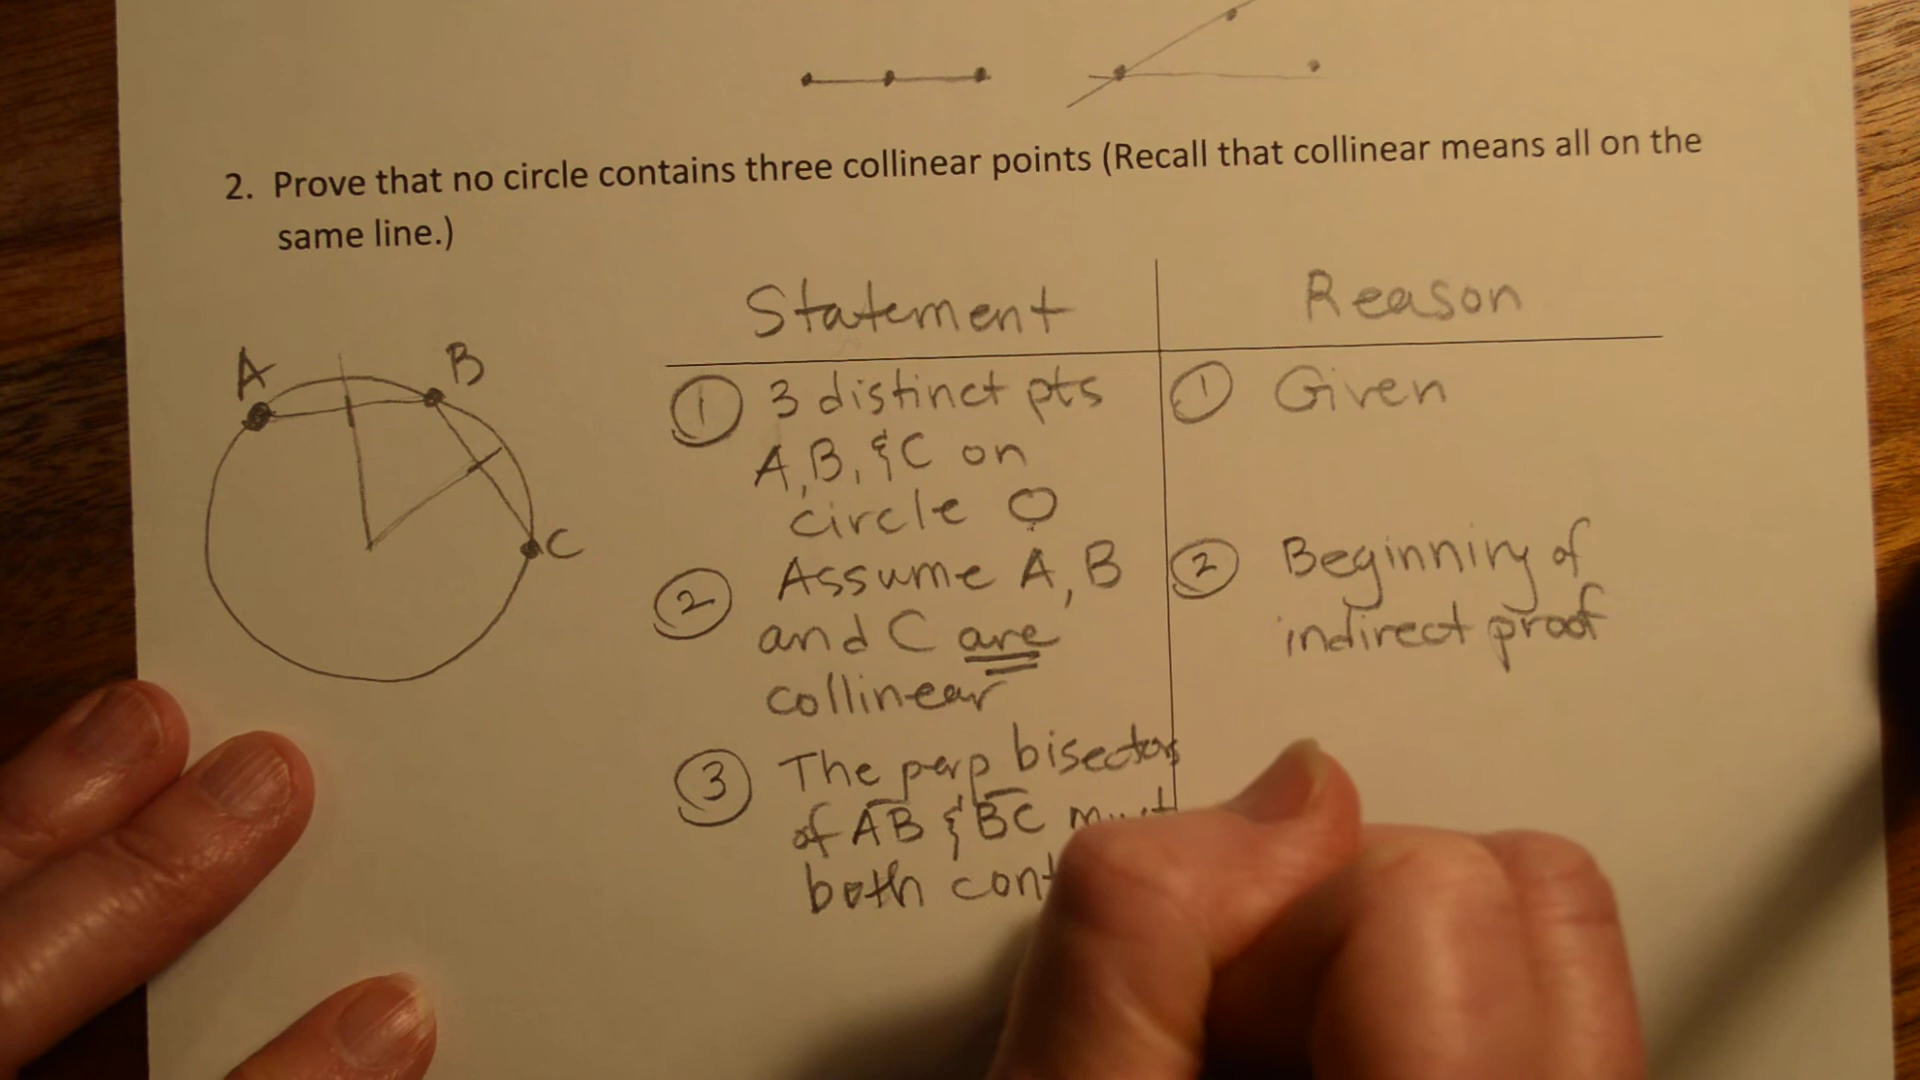 2. Prove that no circle contains three collinear points (Recall that collinear means all on the
same line.)
Statement
Reason
A
B
C
① 3 distinct pts
A, B, & C on
circle O
① Given
② Assume A, B
and C are
collinear
② Beginning of
indirect proof
③ The perp bisectors
of AB & BC must
both